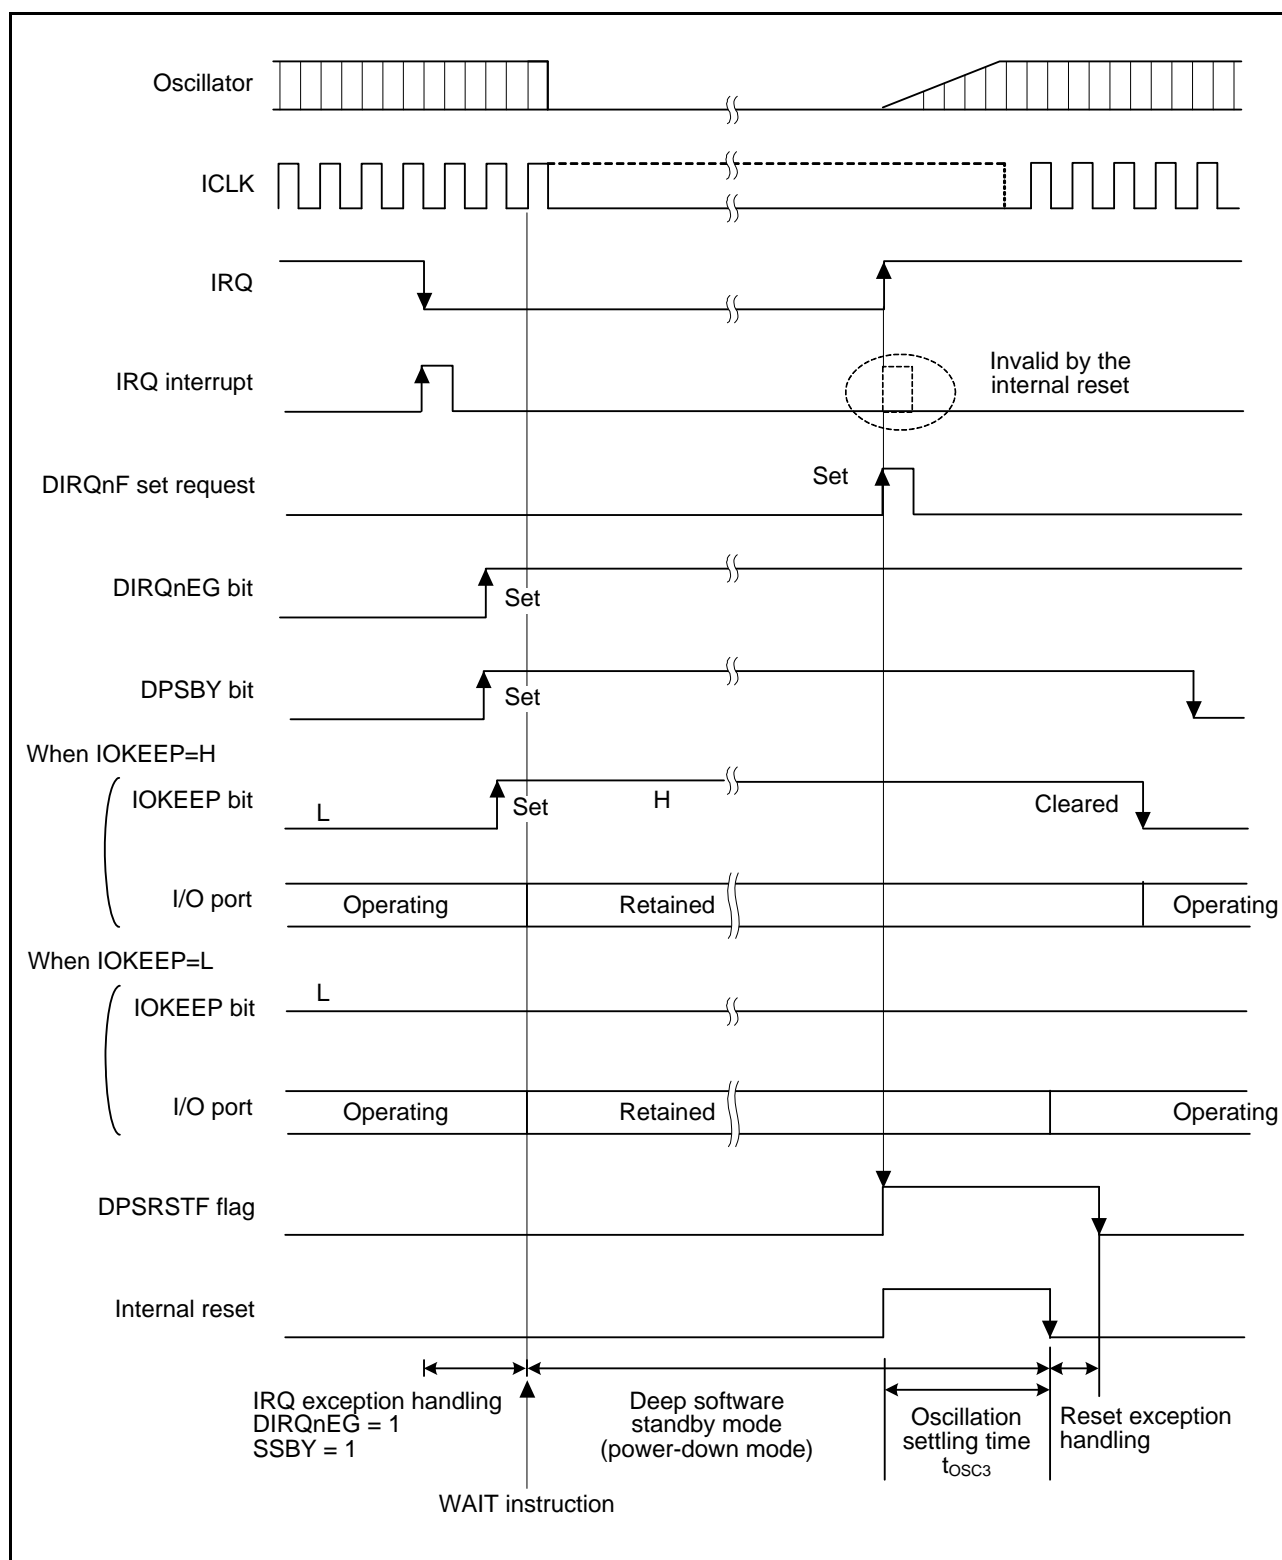 Oscillator
ICLK
IRQ
IRQ interrupt
Invalid by the
internal reset
DIRQnF set request
Set
DIRQnEG bit
Set
DPSBY bit
Set
When IOKEEP=H
IOKEEP bit
L
Set
H
Cleared
I/O port
Operating
Retained
Operating
When IOKEEP=L
IOKEEP bit
L
I/O port
Operating
Retained
Operating
DPSRSTF flag
Internal reset
IRQ exception handling
DIRQnEG = 1
SSBY = 1
Deep software
standby mode
(power-down mode)
Oscillation
settling time
tOSC3
Reset exception
handling
WAIT instruction